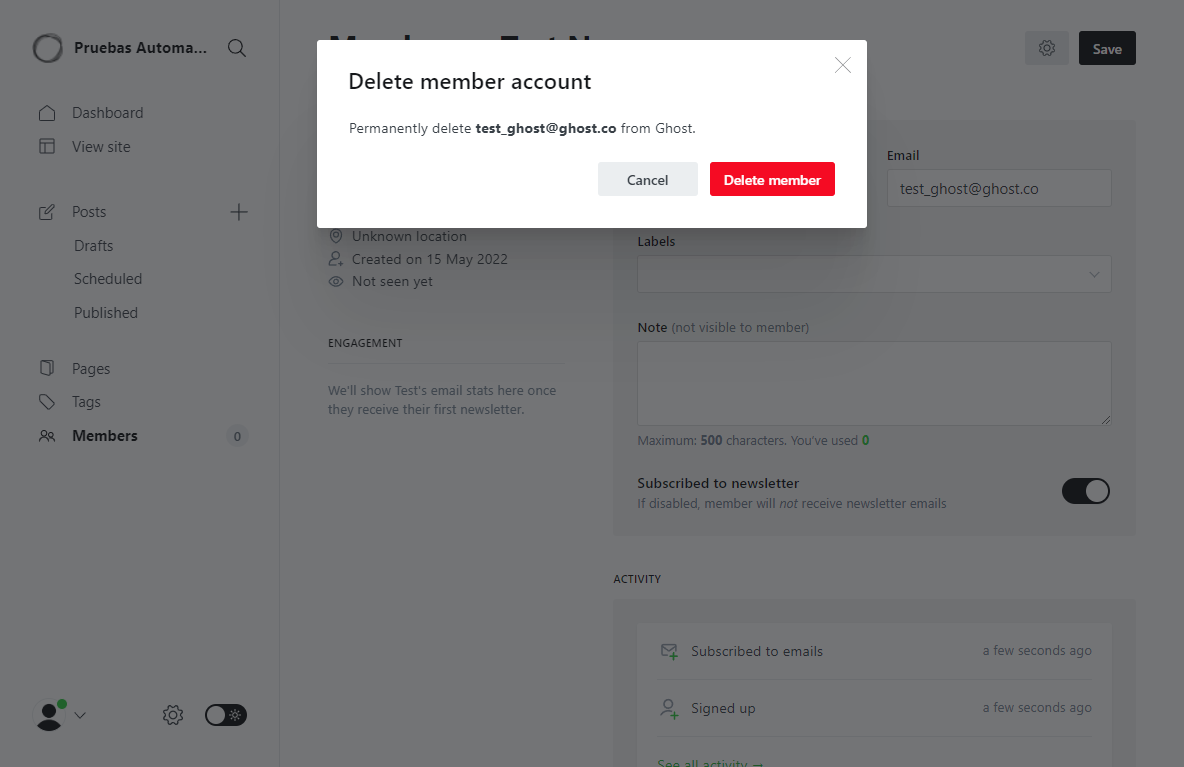 Pruebas Automa...
Dashboard
View site
Posts
Drafts
Scheduled
Published
Pages
Tags
Members
0
Save
Delete member account
Permanently delete test_ghost@ghost.co from Ghost.
Cancel
Delete member
Unknown location
Created on 15 May 2022
Not seen yet
ENGAGEMENT
We'll show Test's email stats here once
they receive their first newsletter.
Email
test_ghost@ghost.co
Labels
Note (not visible to member)
Maximum: 500 characters. You've used 0
Subscribed to newsletter
If disabled, member will not receive newsletter emails
ACTIVITY
Subscribed to emails
a few seconds ago
Signed up
a few seconds ago
See all activity →